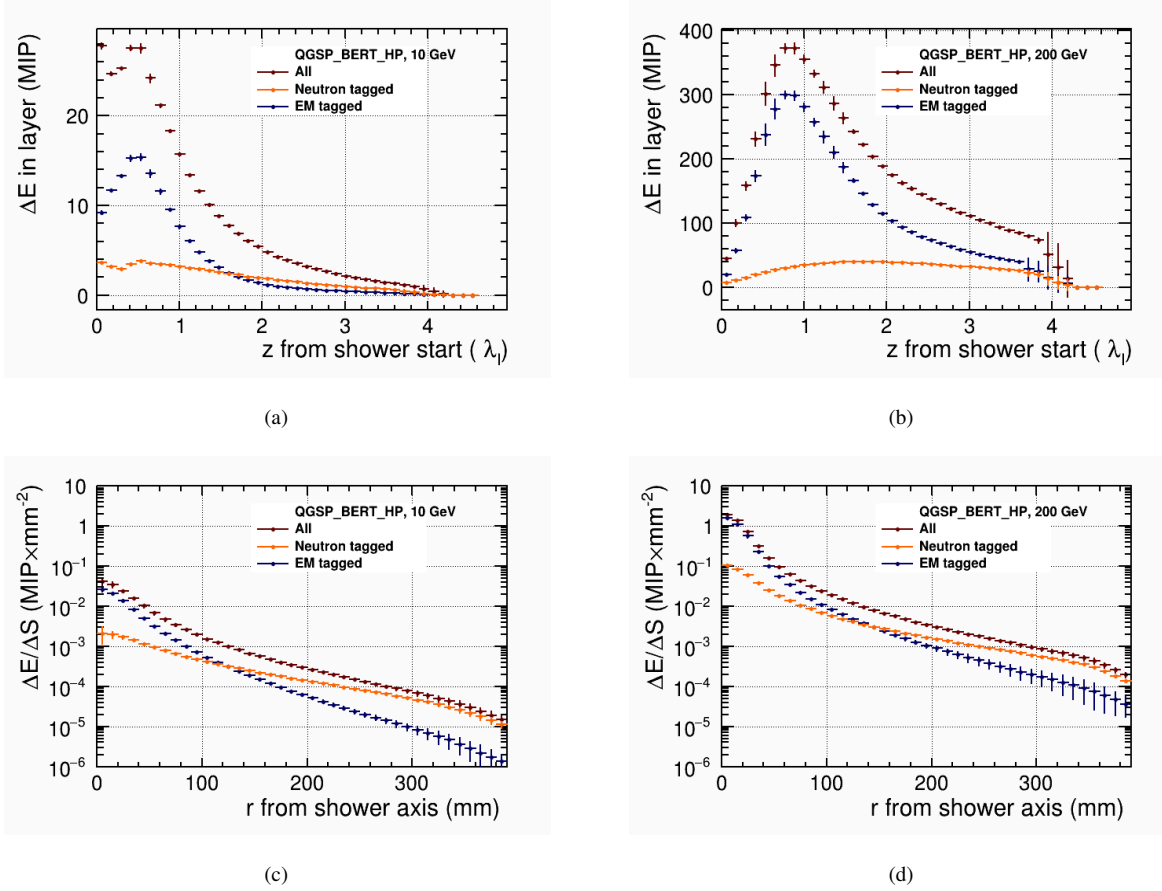 ΔE in layer (MIP)
QGSP_BERT_HP, 10 GeV
All
Neutron tagged
EM tagged
20
10
0
0 1 2 3 4
z from shower start ( λ_I)
(a)
ΔE in layer (MIP)
QGSP_BERT_HP, 200 GeV
All
Neutron tagged
EM tagged
400
300
200
100
0
0 1 2 3 4
z from shower start ( λ_I)
(b)
ΔE/ΔS (MIP×mm⁻²)
QGSP_BERT_HP, 10 GeV
All
Neutron tagged
EM tagged
10
1
10⁻¹
10⁻²
10⁻³
10⁻⁴
10⁻⁵
10⁻⁶
0 100 200 300
r from shower axis (mm)
(c)
ΔE/ΔS (MIP×mm⁻²)
QGSP_BERT_HP, 200 GeV
All
Neutron tagged
EM tagged
10
1
10⁻¹
10⁻²
10⁻³
10⁻⁴
10⁻⁵
10⁻⁶
0 100 200 300
r from shower axis (mm)
(d)